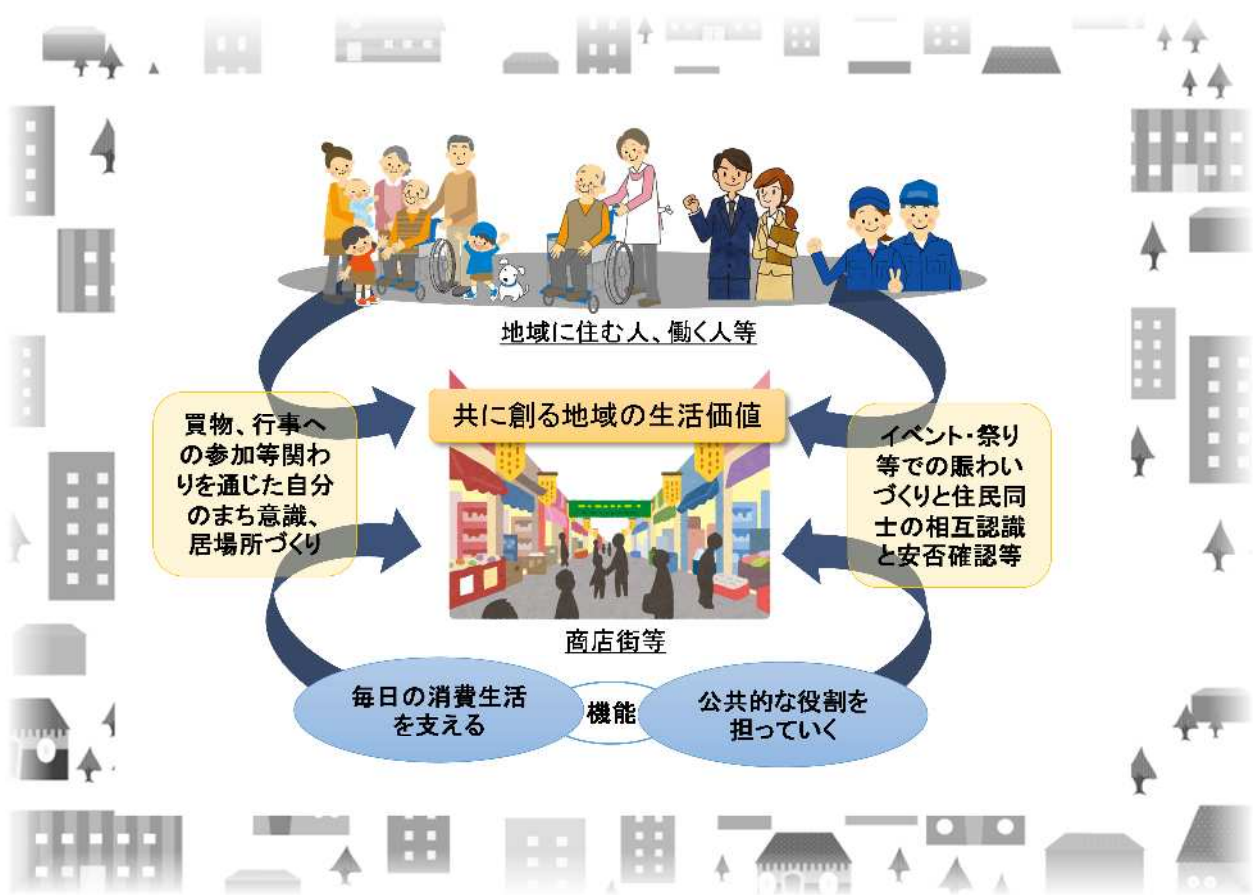 地域に住む人、働く人等
共に創る地域の生活価値
買物、行事へ
の参加等関わ
りを通じた自分
のまち意識、
居場所づくり
イベント・祭り
等での賑わい
づくりと住民同
士の相互認識
と安否確認等
商店街等
毎日の消費生活
を支える
機能
公共的な役割を
担っていく